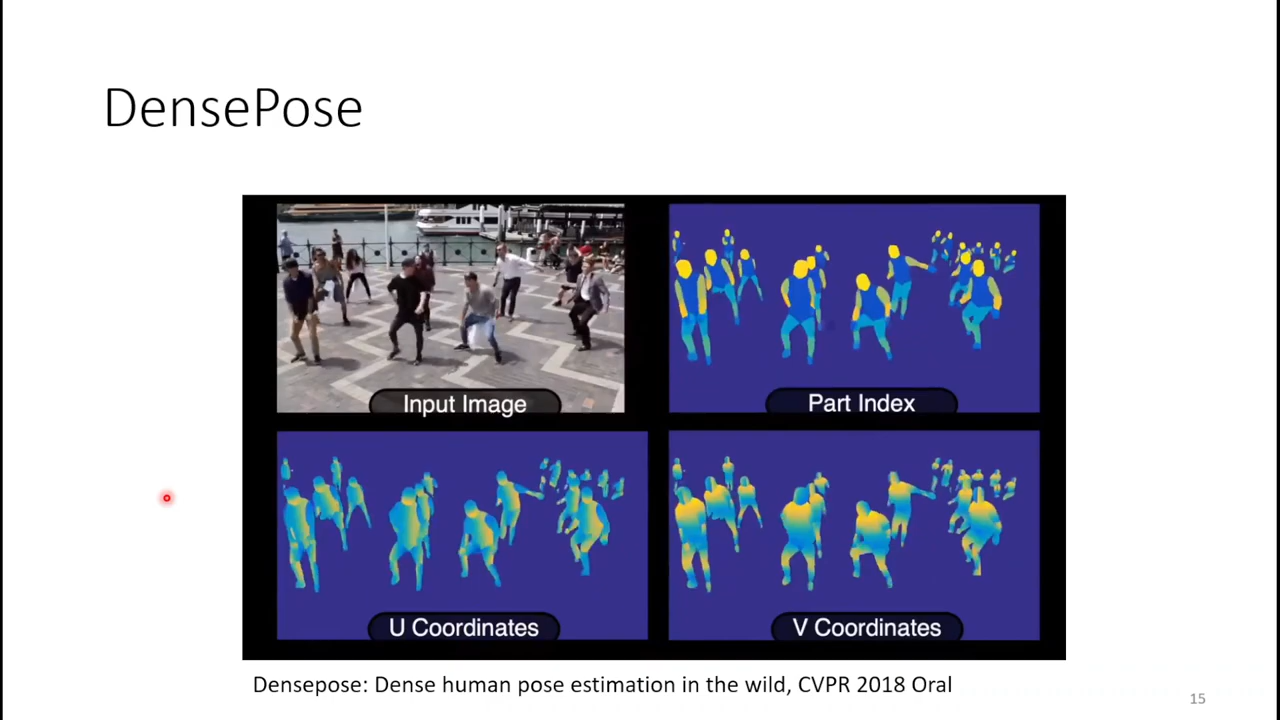 DensePose
Input Image
Part Index
U Coordinates
V Coordinates
Densepose: Dense human pose estimation in the wild, CVPR 2018 Oral
15